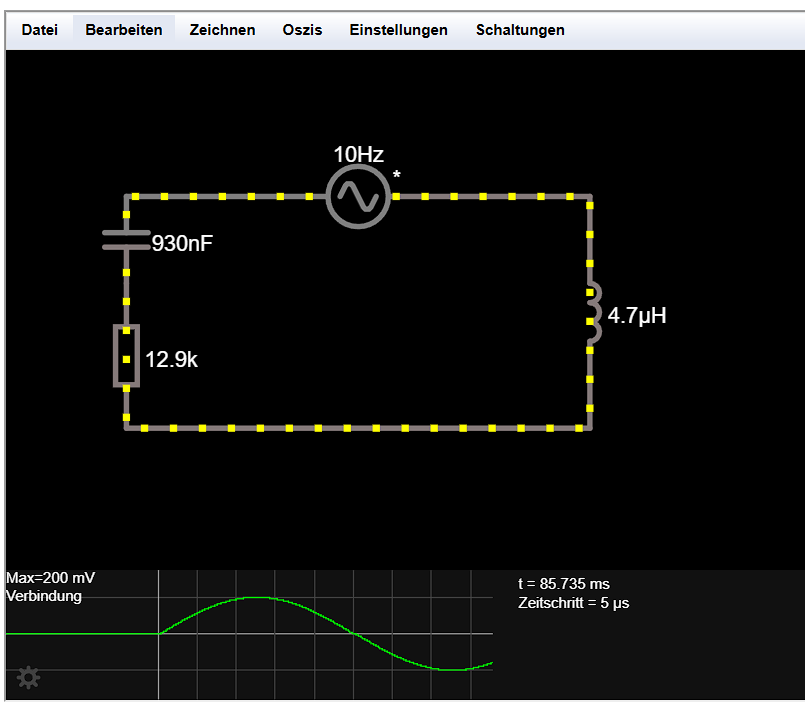 Datei Bearbeiten Zeichnen Oszis Einstellungen Schaltungen
10Hz
*
930nF
4.7μH
12.9k
Max=200 mV
Verbindung
t = 85.735 ms
Zeitschritt = 5 μs